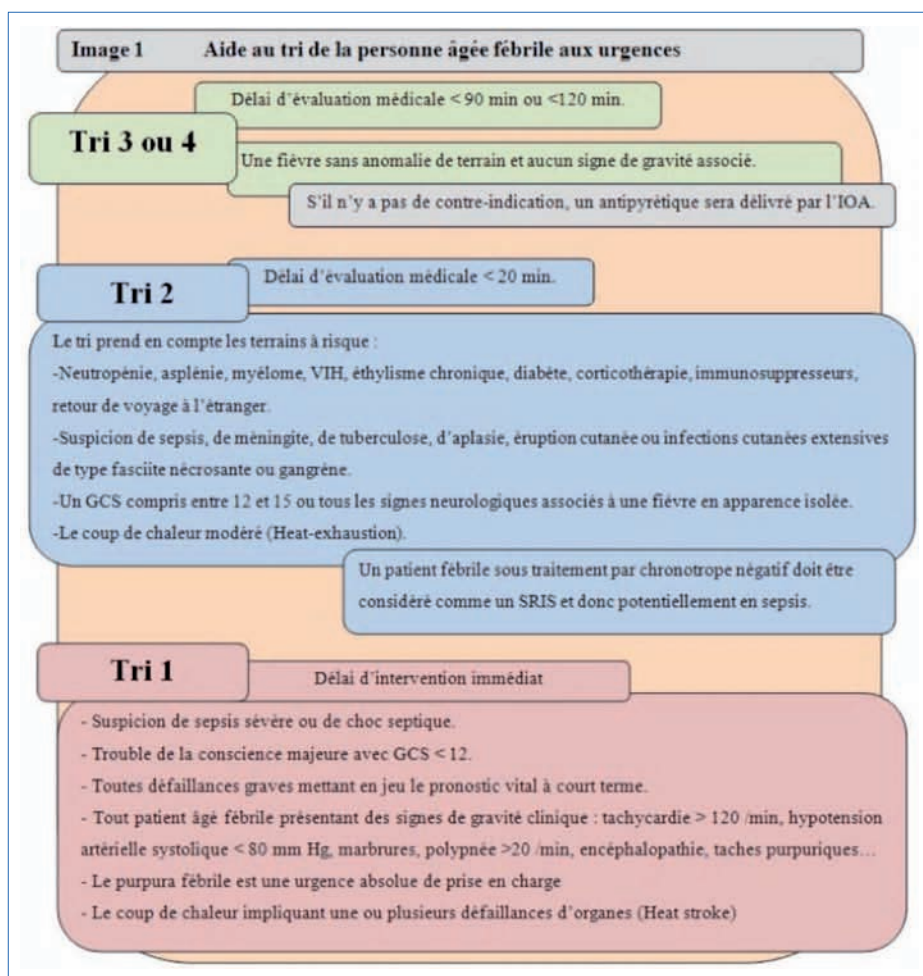 Image 1 Aide au tri de la personne âgée fébrile aux urgences
Délai d'évaluation médicale < 90 min ou <120 min.
Tri 3 ou 4
Une fièvre sans anomalie de terrain et aucun signe de gravité associé.
S'il n'y a pas de contre-indication, un antipyrétique sera délivré par l'IOA.
Tri 2
Délai d'évaluation médicale < 20 min.
Le tri prend en compte les terrains à risque :
-Neutropénie, asplénie, myélome, VIH, éthylisme chronique, diabète, corticothérapie, immunosuppresseurs,
retour de voyage à l'étranger.
-Suspicion de sepsis, de méningite, de tuberculose, d'aplasie, éruption cutanée ou infections cutanées extensives
de type fasciite nécrosante ou gangrène.
-Un GCS compris entre 12 et 15 ou tous les signes neurologiques associés à une fièvre en apparence isolée.
-Le coup de chaleur modéré (Heat-exhaustion).
Un patient fébrile sous traitement par chronotrope négatif doit être
considéré comme un SRIS et donc potentiellement en sepsis.
Tri 1
Délai d'intervention immédiat
- Suspicion de sepsis sévère ou de choc septique.
- Trouble de la conscience majeure avec GCS < 12.
- Toutes défaillances graves mettant en jeu le pronostic vital à court terme.
- Tout patient âgé fébrile présentant des signes de gravité clinique : tachycardie > 120 /min, hypotension
artérielle systolique < 80 mm Hg, marbrures, polypnée >20 /min, encéphalopathie, taches purpuriques…
- Le purpura fébrile est une urgence absolue de prise en charge
- Le coup de chaleur impliquant une ou plusieurs défaillances d'organes (Heat stroke)